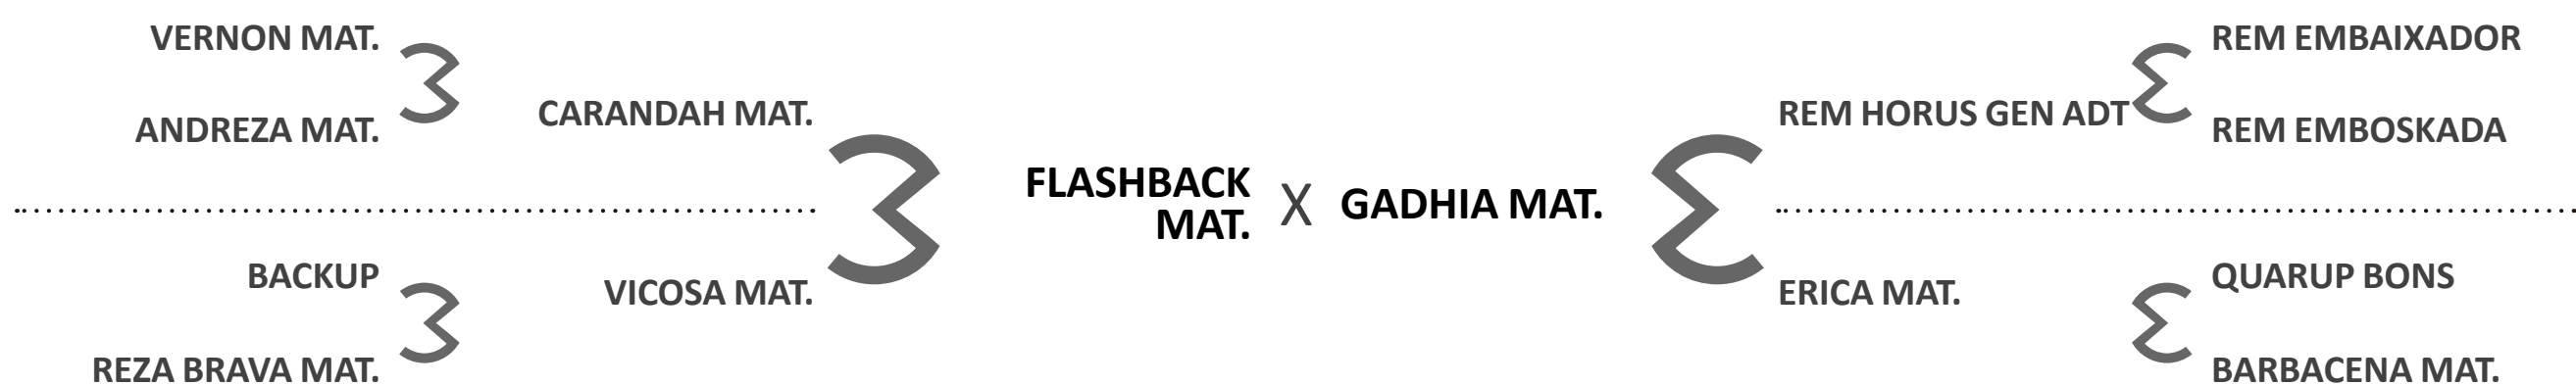 VERNON MAT.
ANDREZA MAT.
CARANDAH MAT.
BACKUP
REZA BRAVA MAT.
VICOSA MAT.
FLASHBACK
MAT.
X
GADHIA MAT.
REM HORUS GEN ADT
REM EMBAIXADOR
REM EMBOSKADA
ERICA MAT.
QUARUP BONS
BARBACENA MAT.